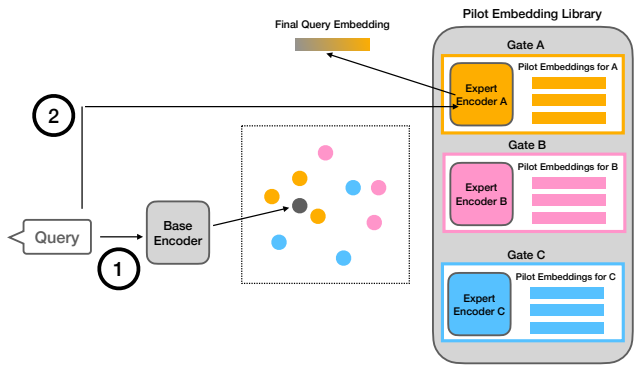 Pilot Embedding Library
Final Query Embedding
Gate A
Pilot Embeddings for A
Expert
Encoder A
2
Gate B
Pilot Embeddings for B
Expert
Encoder B
Query
Base
Encoder
1
Gate C
Pilot Embeddings for C
Expert
Encoder C